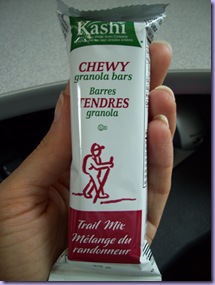 Kashi
CHEWY
granola bars
Barres
TENDRES
granola
Trail Mix
Mélange du
randonneur